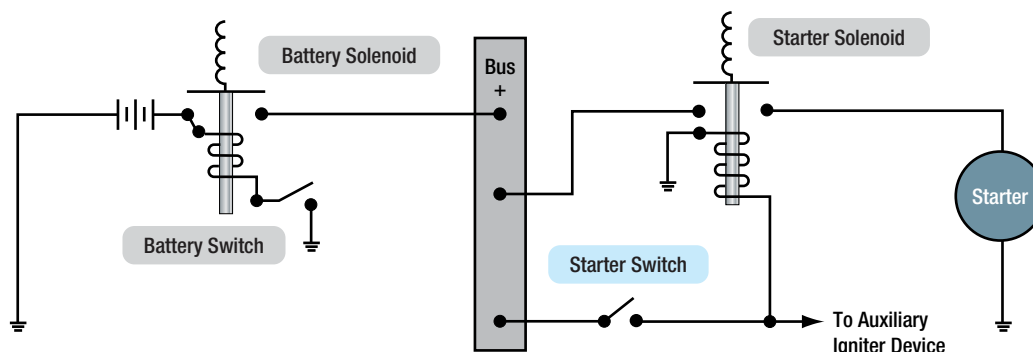 Battery Solenoid
Bus
+
Starter Solenoid
Battery Switch
Starter Switch
Starter
To Auxiliary
Igniter Device